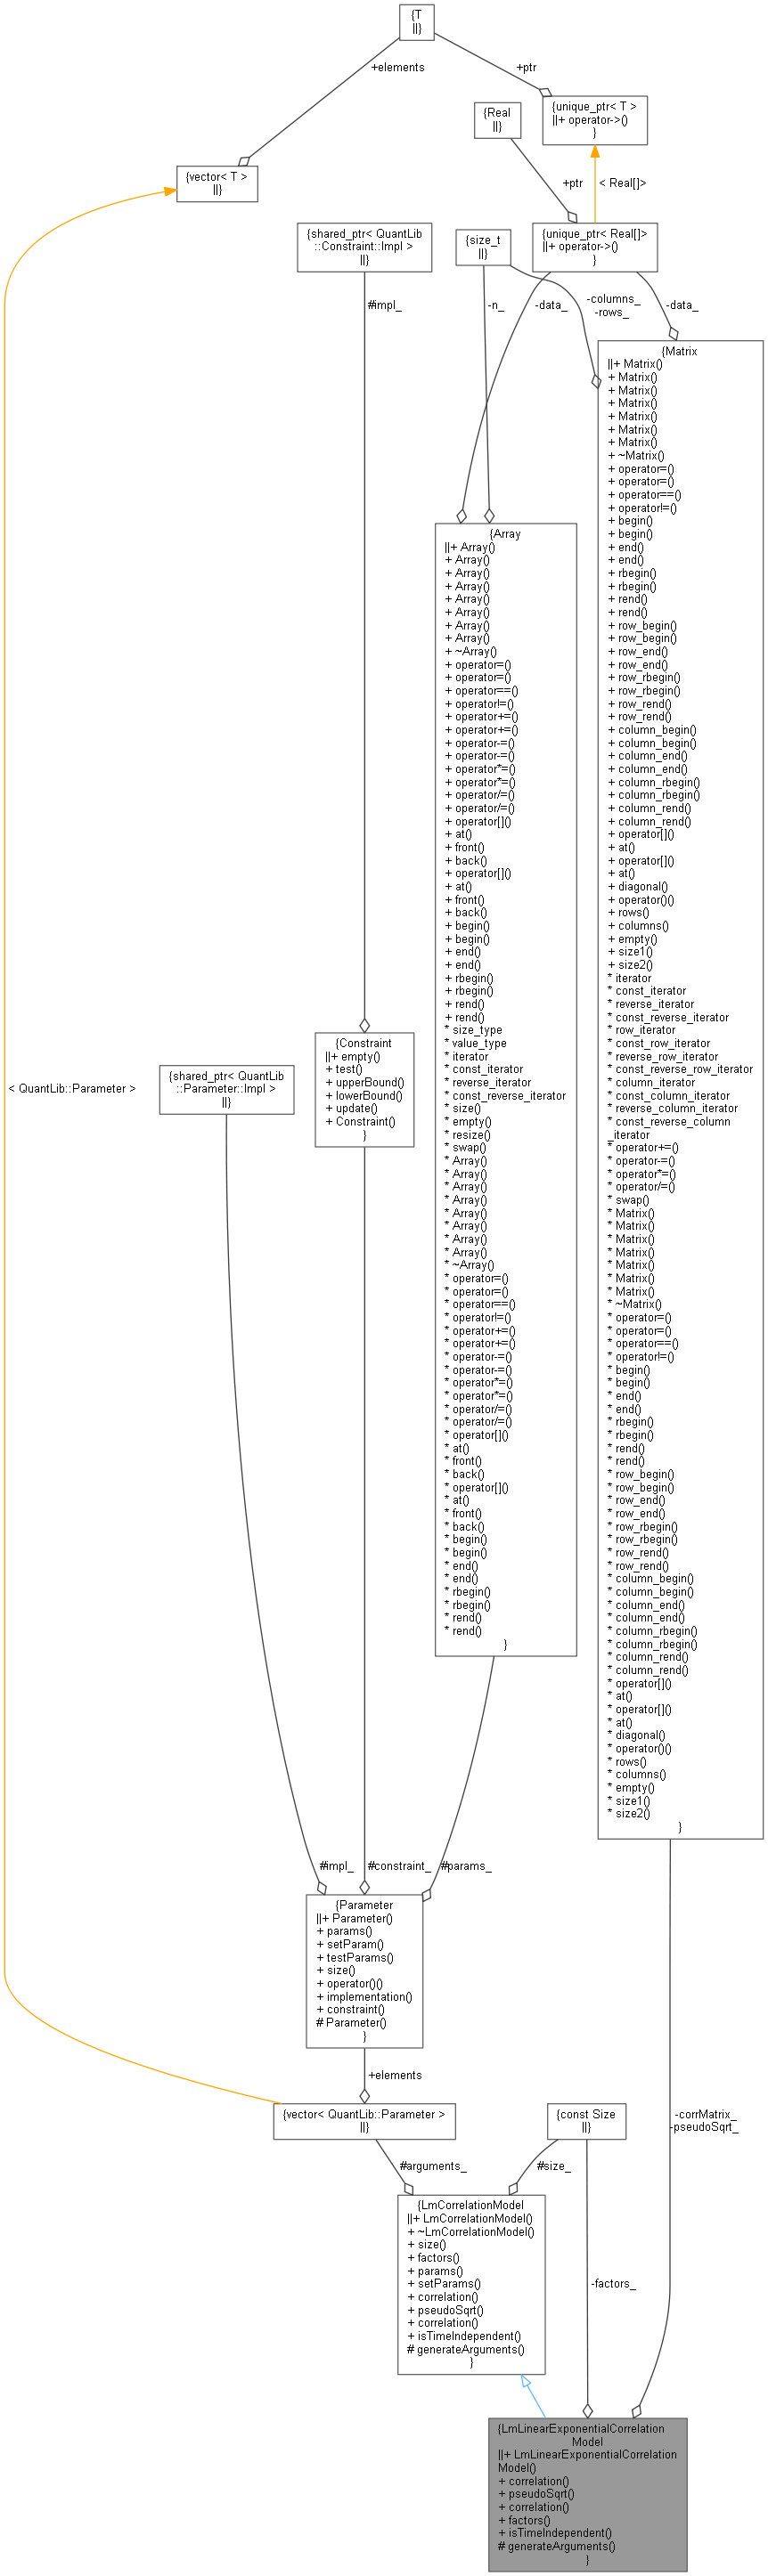 {T
||}
+elements
+ptr
{unique_ptr< T >
||+ operator->()
}
{Real
||}
{vector< T >
||}
+ptr
< Real[]>
{shared_ptr< QuantLib
::Constraint::Impl >
||}
{size_t
||}
{unique_ptr< Real[]>
||+ operator->()
}
#impl_
-n_
-data_
-columns_
-rows_
-data_
{Matrix
||+ Matrix()
+ Matrix()
+ Matrix()
+ Matrix()
+ Matrix()
+ Matrix()
+ Matrix()
+ ~Matrix()
+ operator=()
+ operator=()
+ operator==()
+ operator!=()
+ begin()
+ begin()
+ end()
+ end()
+ rbegin()
+ rbegin()
+ rend()
+ rend()
+ row_begin()
+ row_begin()
+ row_end()
+ row_end()
+ row_rbegin()
+ row_rbegin()
+ row_rend()
+ row_rend()
+ column_begin()
+ column_begin()
+ column_end()
+ column_end()
+ column_rbegin()
+ column_rbegin()
+ column_rend()
+ column_rend()
+ operator[]()
+ at()
+ operator[]()
+ at()
+ diagonal()
+ operator()()
+ rows()
+ columns()
+ empty()
+ size1()
+ size2()
* iterator
* const_iterator
* reverse_iterator
* const_reverse_iterator
* row_iterator
* const_row_iterator
* reverse_row_iterator
* const_reverse_row_iterator
* column_iterator
* const_column_iterator
* reverse_column_iterator
* const_reverse_column
_iterator
* operator+=()
* operator-=()
* operator*=()
* operator/=()
* swap()
* Matrix()
* Matrix()
* Matrix()
* Matrix()
* Matrix()
* Matrix()
* Matrix()
* ~Matrix()
* operator=()
* operator=()
* operator==()
* operator!=()
* begin()
* begin()
* end()
* end()
* rbegin()
* rbegin()
* rend()
* rend()
* row_begin()
* row_begin()
* row_end()
* row_end()
* row_rbegin()
* row_rbegin()
* row_rend()
* row_rend()
* column_begin()
* column_begin()
* column_end()
* column_end()
* column_rbegin()
* column_rbegin()
* column_rend()
* column_rend()
* operator[]()
* at()
* operator[]()
* at()
* diagonal()
* operator()()
* rows()
* columns()
* empty()
* size1()
* size2()
}
{Array
||+ Array()
+ Array()
+ Array()
+ Array()
+ Array()
+ Array()
+ Array()
+ Array()
+ ~Array()
+ operator=()
+ operator=()
+ operator==()
+ operator!=()
+ operator+=()
+ operator+=()
+ operator-=()
+ operator-=()
+ operator*=()
+ operator*=()
+ operator/=()
+ operator/=()
+ operator[]()
+ at()
+ front()
+ back()
+ operator[]()
+ at()
+ front()
+ back()
+ begin()
+ begin()
+ end()
+ end()
+ rbegin()
+ rbegin()
+ rend()
+ rend()
* size_type
* value_type
* iterator
* const_iterator
* reverse_iterator
* const_reverse_iterator
* size()
* empty()
* resize()
* swap()
* Array()
* Array()
* Array()
* Array()
* Array()
* Array()
* Array()
* Array()
* ~Array()
* operator=()
* operator=()
* operator==()
* operator!=()
* operator+=()
* operator+=()
* operator-=()
* operator-=()
* operator*=()
* operator*=()
* operator/=()
* operator/=()
* operator[]()
* at()
* front()
* back()
* operator[]()
* at()
* front()
* back()
* begin()
* begin()
* end()
* end()
* rbegin()
* rbegin()
* rend()
* rend()
}
{Constraint
||+ empty()
+ test()
+ upperBound()
+ lowerBound()
+ update()
+ Constraint()
}
< QuantLib::Parameter >
{shared_ptr< QuantLib
::Parameter::Impl >
||}
#impl_
#constraint_
#params_
{Parameter
||+ Parameter()
+ params()
+ setParam()
+ testParams()
+ size()
+ operator()()
+ implementation()
+ constraint()
# Parameter()
}
+elements
{vector< QuantLib::Parameter >
||}
{const Size
||}
-corrMatrix_
-pseudoSqrt_
#arguments_
#size_
{LmCorrelationModel
||+ LmCorrelationModel()
+ ~LmCorrelationModel()
+ size()
+ factors()
+ params()
+ setParams()
+ correlation()
+ pseudoSqrt()
+ correlation()
+ isTimeIndependent()
# generateArguments()
}
-factors_
{LmLinearExponentialCorrelation
Model
||+ LmLinearExponentialCorrelation
Model()
+ correlation()
+ pseudoSqrt()
+ correlation()
+ factors()
+ isTimeIndependent()
# generateArguments()
}